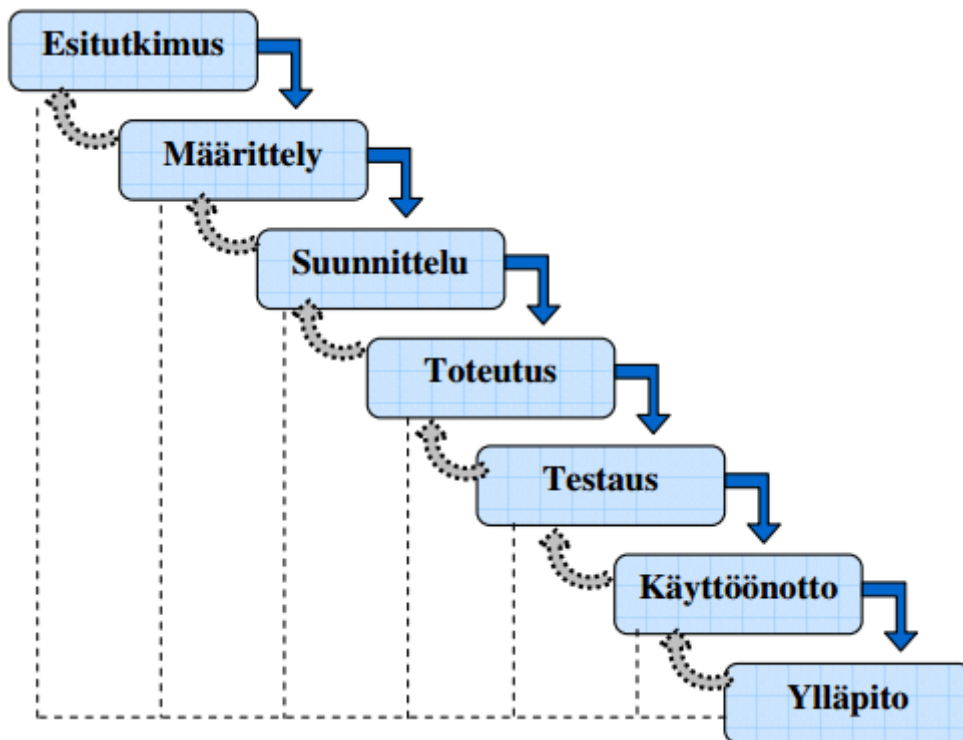 Esitutkimus
Määrittely
Suunnittelu
Toteutus
Testaus
Käyttöönotto
Ylläpito